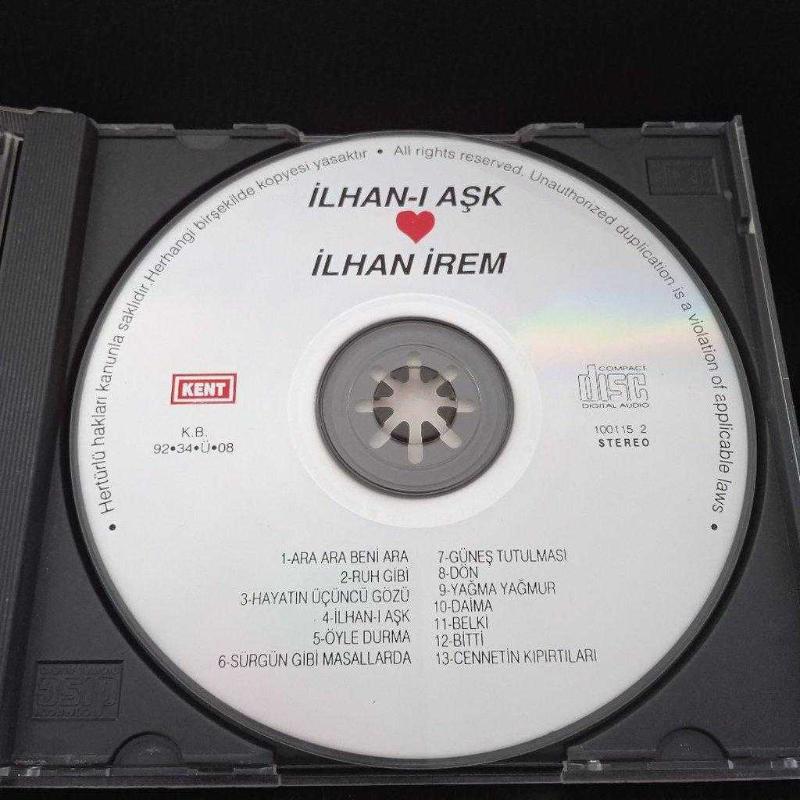 Hertürlü hakları kanunla saklıdır.Herhangi birşekilde kopyesi yasaktır • All rights reserved. Unauthorized duplication is a violation of applicable laws •
İLHAN-I AŞK
İLHAN İREM
KENT
K.B.
92•34•Ü•08
COMPACT
disc
DIGITAL AUDIO
100115 2
STEREO
1-ARA ARA BENİ ARA
2-RUH GİBİ
3-HAYATIN ÜÇÜNCÜ GÖZÜ
4-İLHAN-I AŞK
5-ÖYLE DURMA
6-SÜRGÜN GİBİ MASALLARDA
7-GÜNEŞ TUTULMASI
8-DÖN
9-YAĞMA YAĞMUR
10-DAİMA
11-BELKİ
12-BİTTİ
13-CENNETİN KIPIRTILARI